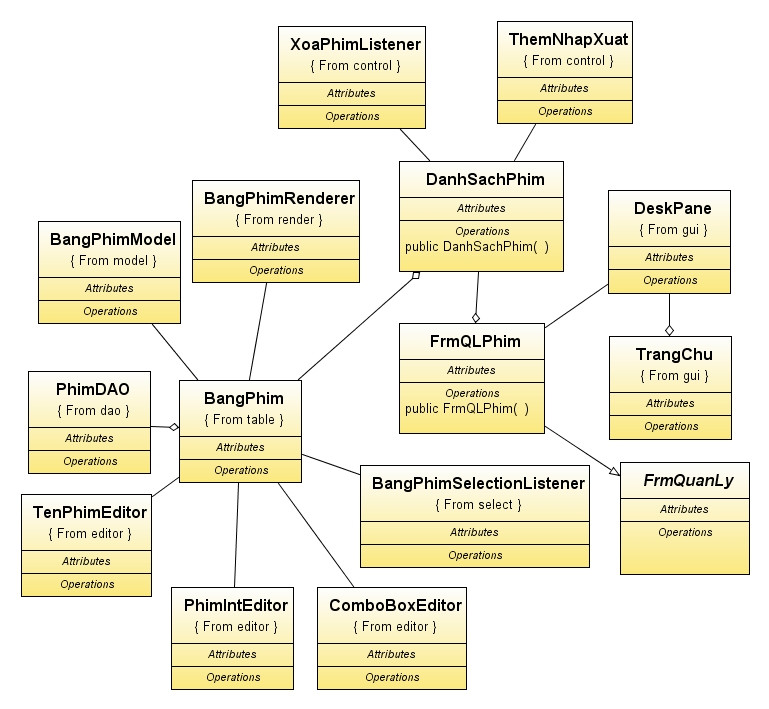 XoaPhimListener
{ From control }
Attributes
Operations
ThemNhapXuat
{ From control }
Attributes
Operations
DanhSachPhim
Attributes
Operations
public DanhSachPhim(  )
BangPhimRenderer
{ From render }
Attributes
Operations
DeskPane
{ From gui }
Attributes
Operations
BangPhimModel
{ From model }
Attributes
Operations
FrmQLPhim
Attributes
Operations
public FrmQLPhim(  )
TrangChu
{ From gui }
Attributes
Operations
PhimDAO
{ From dao }
Attributes
Operations
BangPhim
{ From table }
Attributes
Operations
BangPhimSelectionListener
{ From select }
Attributes
Operations
FrmQuanLy
Attributes
Operations
TenPhimEditor
{ From editor }
Attributes
Operations
PhimIntEditor
{ From editor }
Attributes
Operations
ComboBoxEditor
{ From editor }
Attributes
Operations